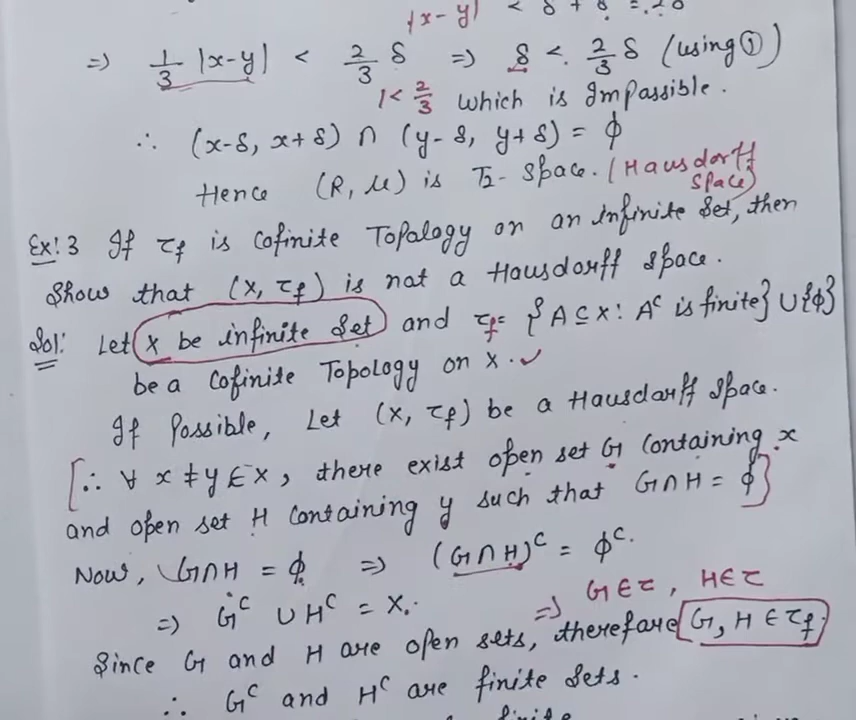 |x-y| < δ + δ = 2δ
⇒ 1/3 |x-y| < 2/3 δ ⇒ δ < 2/3 δ (using ①)
1 < 2/3 which is Impassible.
∴ (x-δ, x+δ) ∩ (y-δ, y+δ) = ϕ
Hence (R, U) is T2-space. (Hausdorff
space)
Ex! 3 If τf is Cofinite Topalogy on an infinite set, then
show that (X, τf) is not a Hausdorff space.
Sol! Let X be infinite set and τf = {A ⊆ X : A^c is finite} ∪ {ϕ}
be a Cofinite Topology on X. ✓
If Possible, Let (X, τf) be a Hausdarff space.
[∴ ∀ x ≠ y ∈ X, there exist open set G Containing x
and open set H Containing y such that G∩H = ϕ}
Now, G∩H = ϕ ⇒ (G∩H)^c = ϕ^c.
⇒ G^c ∪ H^c = X. ⇒ G∈τ, H∈τ
Since G and H are open sets, therefare G, H ∈ τf
∴ G^c and H^c are finite sets.